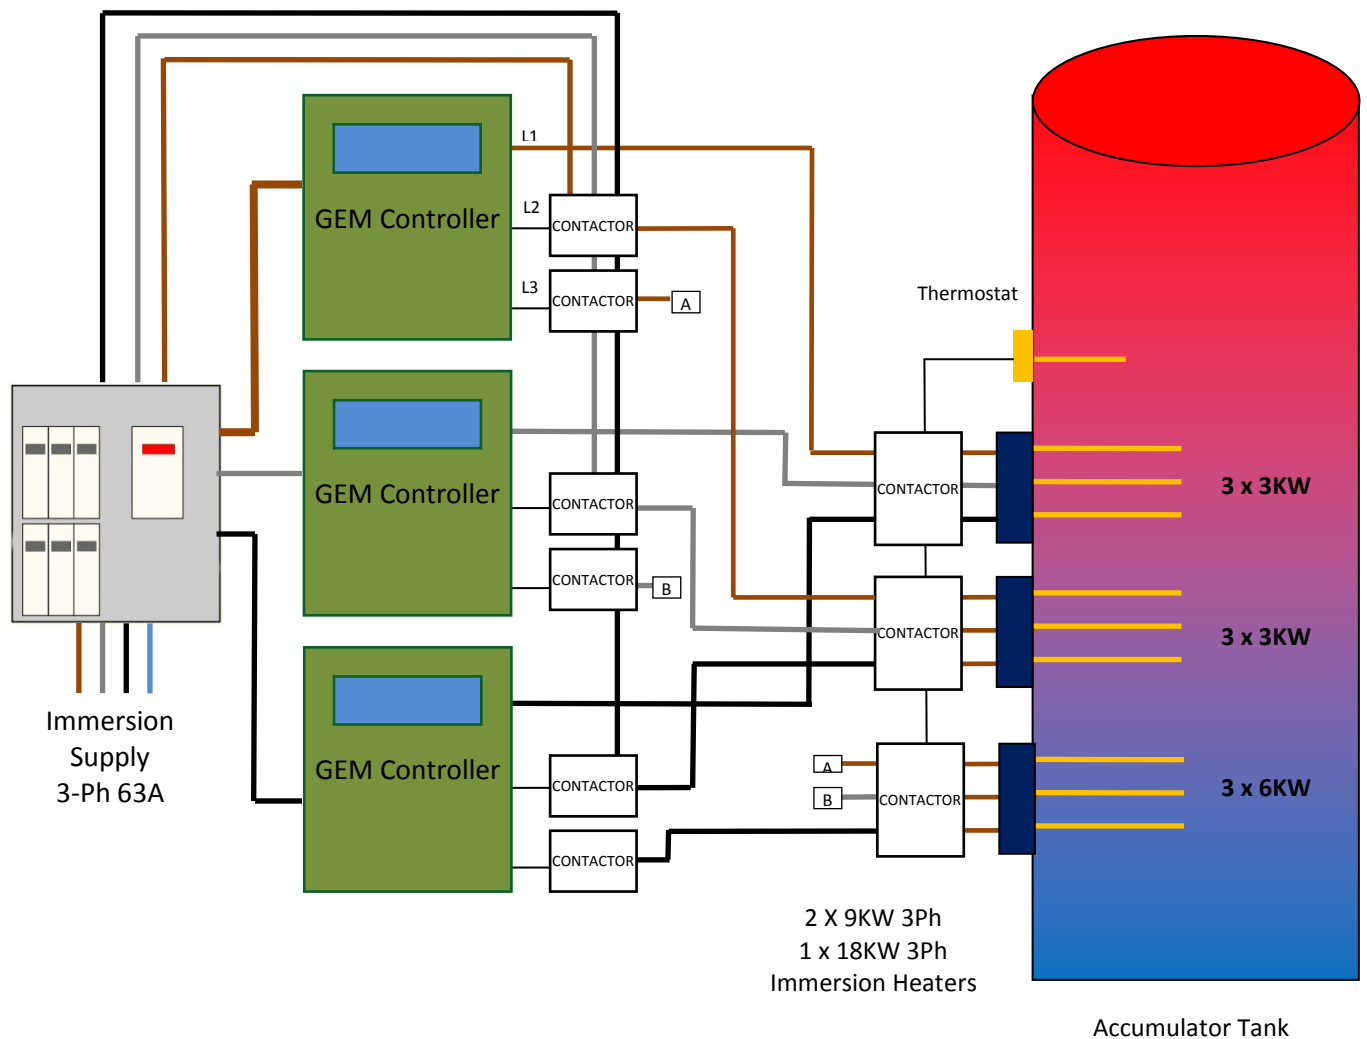 L1
GEM Controller
L2
CONTACTOR
L3
CONTACTOR
A
Thermostat
GEM Controller
CONTACTOR
CONTACTOR
B
CONTACTOR
3 x 3KW
CONTACTOR
3 x 3KW
GEM Controller
CONTACTOR
CONTACTOR
A
B
CONTACTOR
3 x 6KW
Immersion
Supply
3-Ph 63A
2 X 9KW 3Ph
1 x 18KW 3Ph
Immersion Heaters
Accumulator Tank